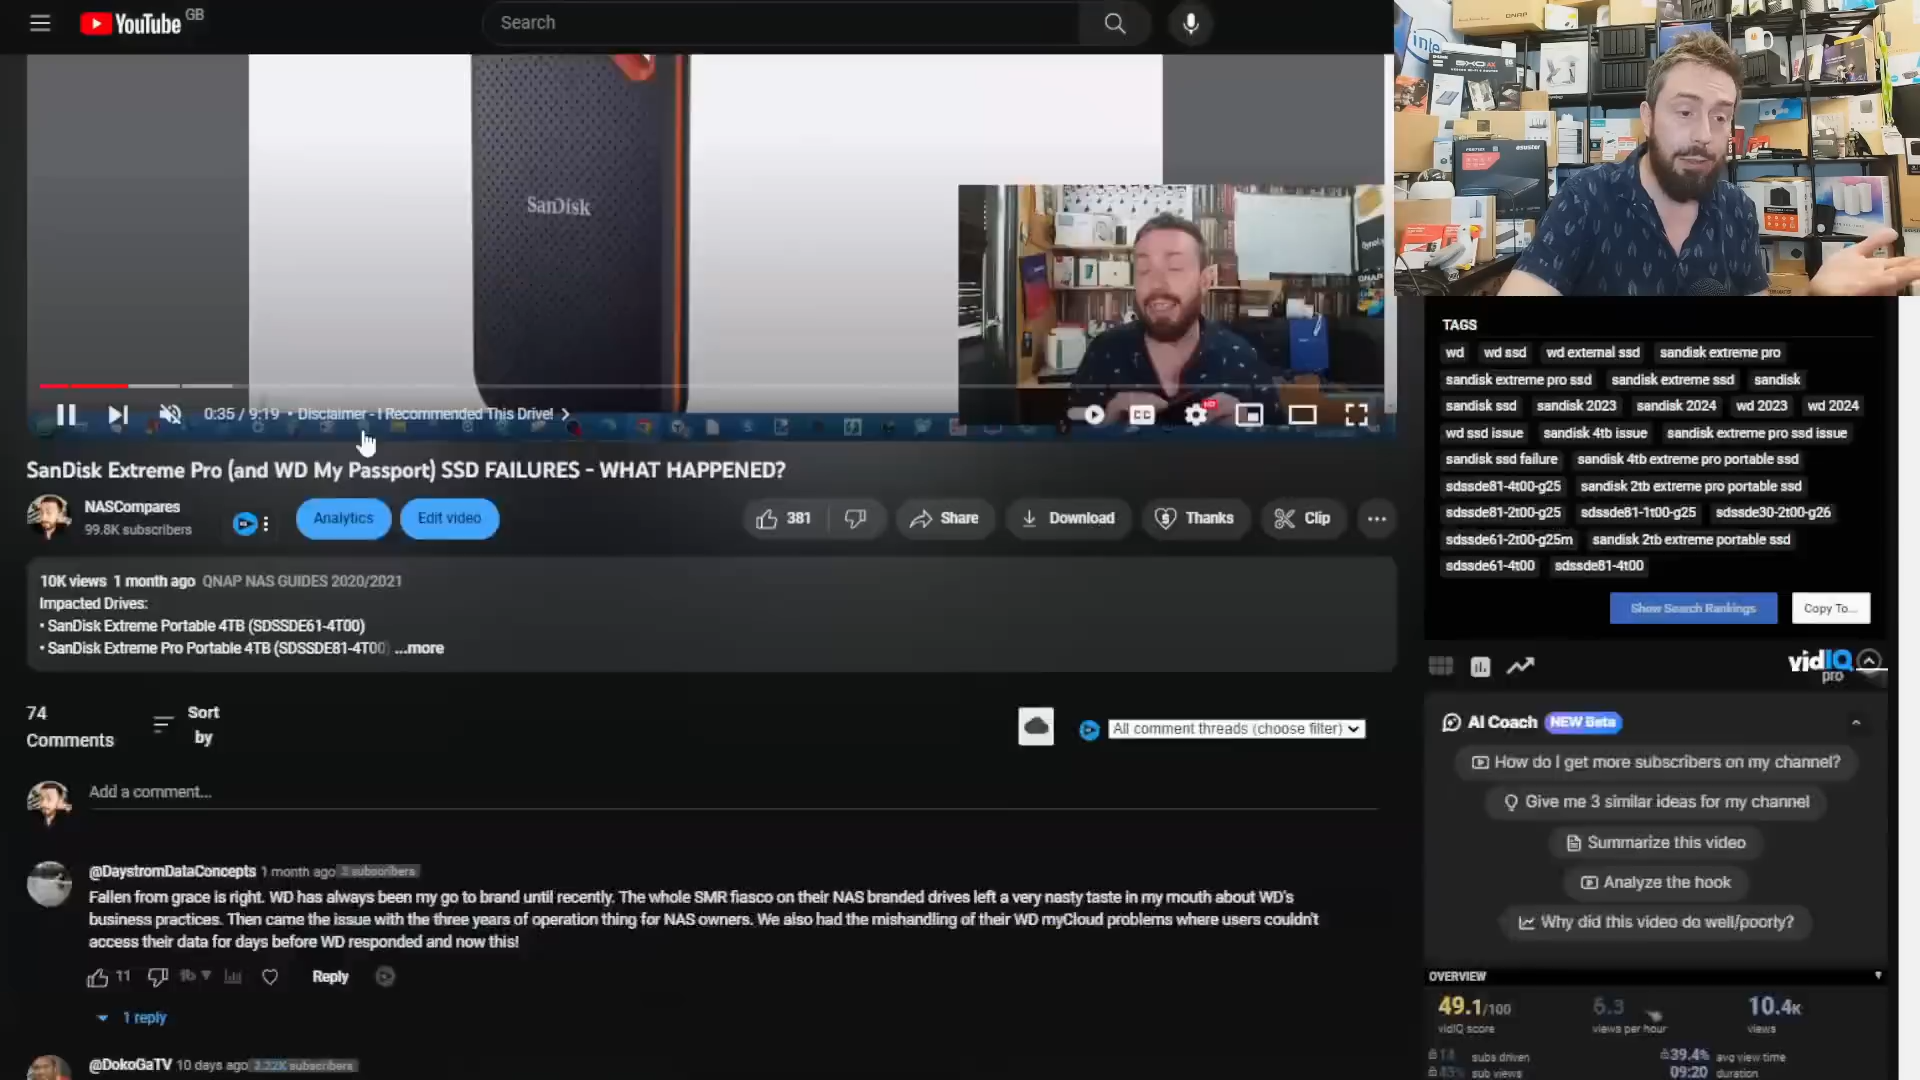 YouTube GB
Search
SanDisk
0:35 / 9:19 • Disclaimer - I Recommended This Drive!
CC
HD
SanDisk Extreme Pro (and WD My Passport) SSD FAILURES - WHAT HAPPENED?
NASCompares
99.8K subscribers
Analytics
Edit video
381
Share
Download
Thanks
Clip
10K views 1 month ago QNAP NAS GUIDES 2020/2021
Impacted Drives:
• SanDisk Extreme Portable 4TB (SDSSDE61-4T00)
• SanDisk Extreme Pro Portable 4TB (SDSSDE81-4T00) ...more
74
Comments
Sort
by
All comment threads (choose filter)
Add a comment...
@DaystromDataConcepts 1 month ago 3 subscribers
Fallen from grace is right. WD has always been my go to brand until recently. The whole SMR fiasco on their NAS branded drives left a very nasty taste in my mouth about WD's
business practices. Then came the issue with the three years of operation thing for NAS owners. We also had the mishandling of their WD myCloud problems where users couldn't
access their data for days before WD responded and now this!
11
Reply
1 reply
@DokoGaTV 10 days ago 2.22K subscribers
intel
QNAP
EXO AX
asustor
TAGS
wd wd ssd wd external ssd sandisk extreme pro
sandisk extreme pro ssd sandisk extreme ssd sandisk
sandisk ssd sandisk 2023 sandisk 2024 wd 2023 wd 2024
wd ssd issue sandisk 4tb issue sandisk extreme pro ssd issue
sandisk ssd failure sandisk 4tb extreme pro portable ssd
sdssde81-4t00-g25 sandisk 2tb extreme pro portable ssd
sdssde81-2t00-g25 sdssde81-1t00-g25 sdssde30-2t00-g26
sdssde61-2t00-g25m sandisk 2tb extreme portable ssd
sdssde61-4t00 sdssde81-4t00
Show Search Rankings
Copy To...
vidIQ
pro
AI Coach NEW Beta
How do I get more subscribers on my channel?
Give me 3 similar ideas for my channel
Summarize this video
Analyze the hook
Why did this video do well/poorly?
OVERVIEW
49.1/100
vidIQ score
6.3
views per hour
10.4K
views
14 subs driven
39.4% avg view time
sub views
09:20 duration